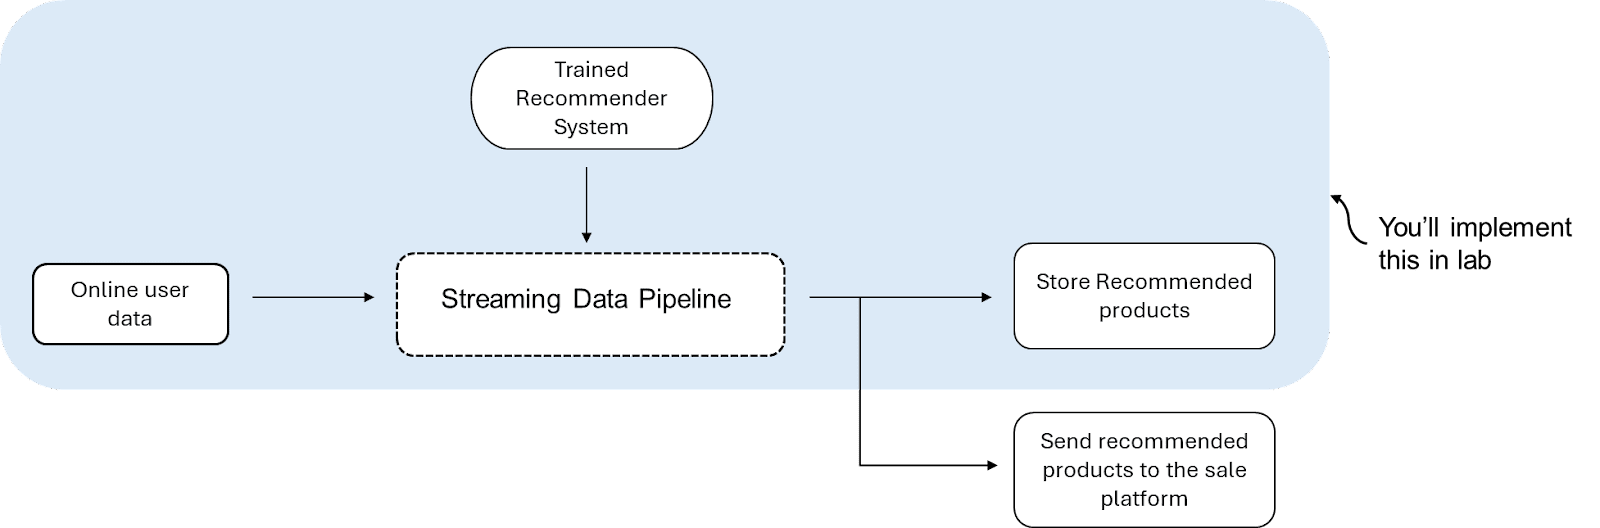 Trained
Recommender
System
Online user
data
Streaming Data Pipeline
Store Recommended
products
You'll implement
this in lab
Send recommended
products to the sale
platform